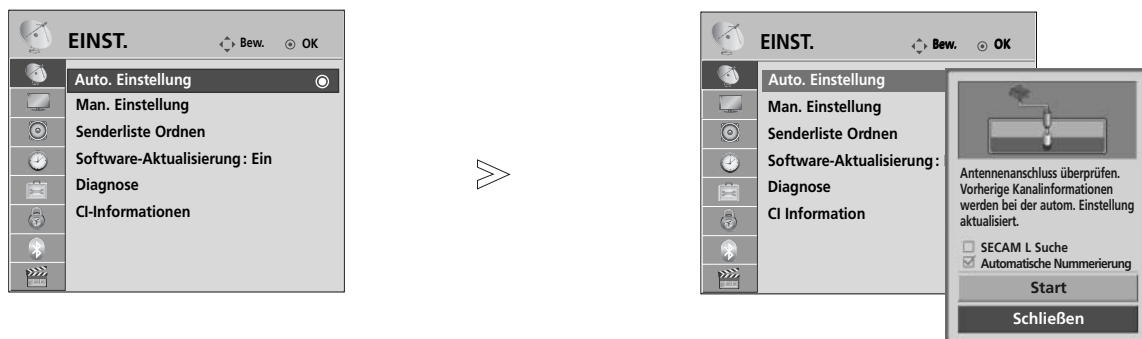 EINST. Bew. OK
Auto. Einstellung
Man. Einstellung
Senderliste Ordnen
Software-Aktualisierung : Ein
Diagnose
CI-Informationen
EINST. Bew. OK
Auto. Einstellung
Man. Einstellung
Senderliste Ordnen
Software-Aktualisierung :
Diagnose
CI Information
Antennenanschluss überprüfen.
Vorherige Kanalinformationen
werden bei der autom. Einstellung
aktualisiert.
SECAM L Suche
Automatische Nummerierung
Start
Schließen